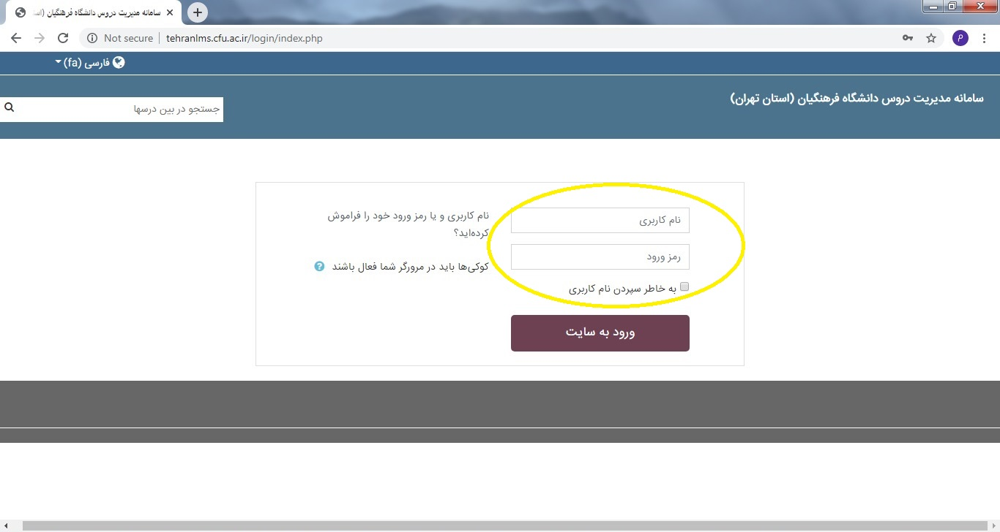 سامانه مدیریت دروس دانشگاه فرهنگیان (است
Not secure
tehranlms.cfu.ac.ir/login/index.php
P
فارسی (fa)
سامانه مدیریت دروس دانشگاه فرهنگیان (استان تهران)
جستجو در بین درسها
نام کاربری
رمز ورود
به خاطر سپردن نام کاربری
ورود به سایت
نام کاربری و یا رمز ورود خود را فراموش
کرده‌اید؟
کوکی‌ها باید در مرورگر شما فعال باشند